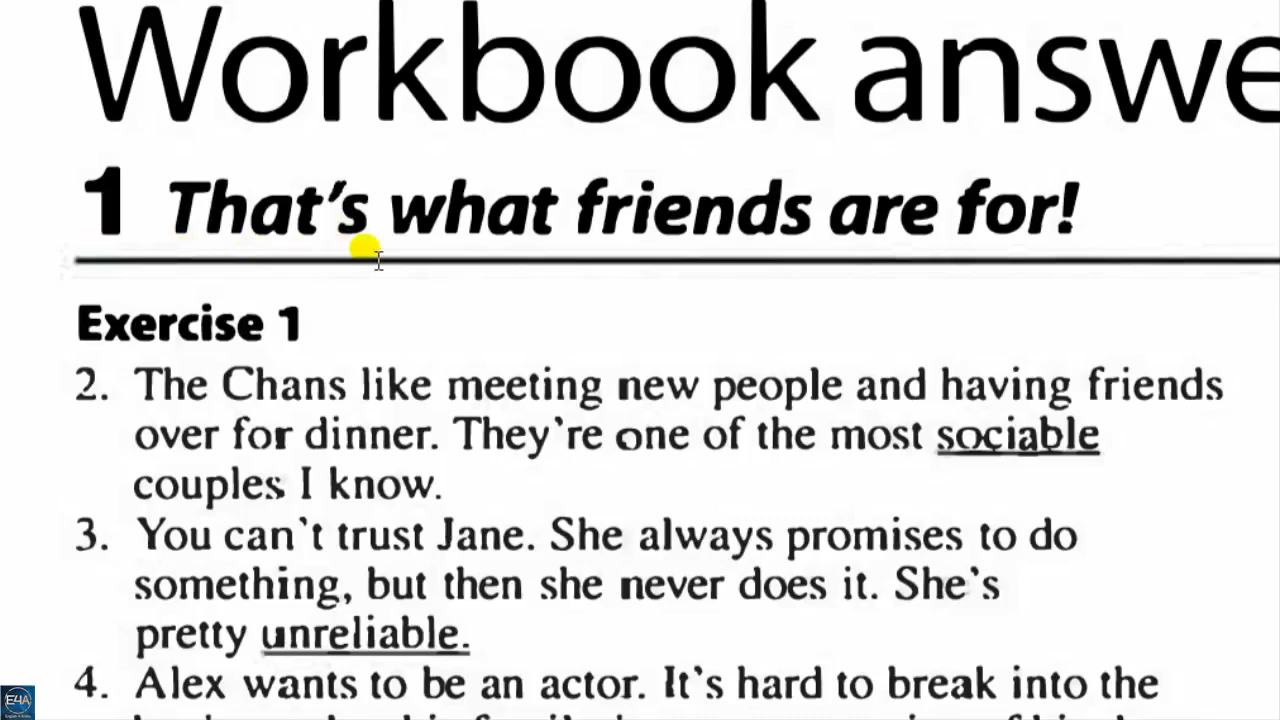 Workbook answe
1 That's what friends are for!
Exercise 1
2. The Chans like meeting new people and having friends
over for dinner. They're one of the most sociable
couples I know.
3. You can't trust Jane. She always promises to do
something, but then she never does it. She's
pretty unreliable.
4. Alex wants to be an actor. It's hard to break into the
E4A